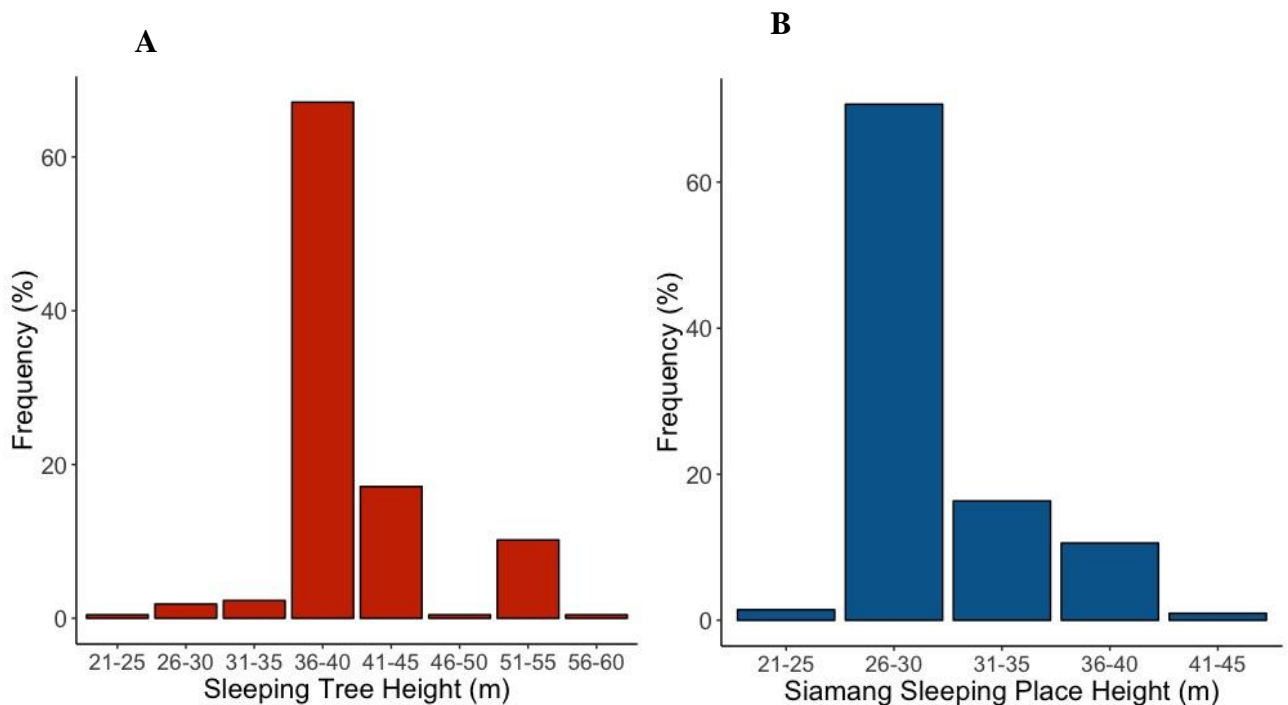 A
B
Frequency (%)
60
40
20
0
21-25 26-30 31-35 36-40 41-45 46-50 51-55 56-60
Sleeping Tree Height (m)
Frequency (%)
60
40
20
0
21-25 26-30 31-35 36-40 41-45
Siamang Sleeping Place Height (m)